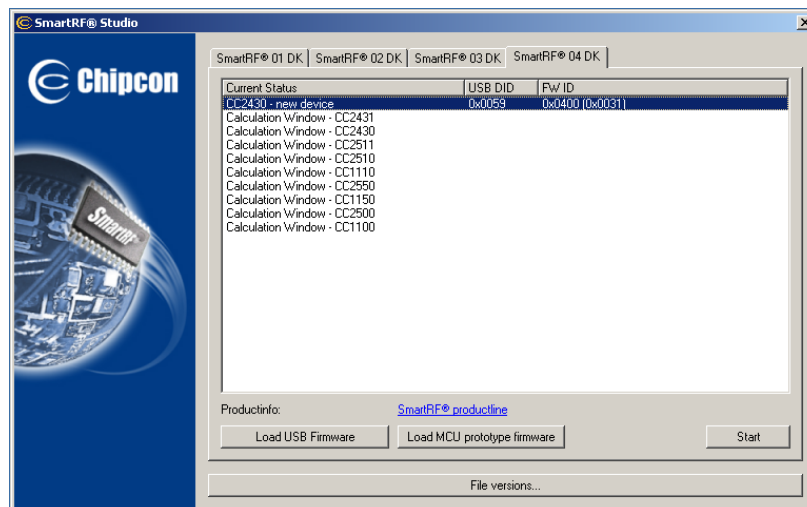 SmartRF® Studio
Chipcon
SmartRF® 01 DK SmartRF® 02 DK SmartRF® 03 DK SmartRF® 04 DK
Current Status USB DID FW ID
CC2430 - new device 0x0059 0x0400 (0x0031)
Calculation Window - CC2431
Calculation Window - CC2430
Calculation Window - CC2511
Calculation Window - CC2510
Calculation Window - CC1110
Calculation Window - CC2550
Calculation Window - CC1150
Calculation Window - CC2500
Calculation Window - CC1100
SmartRF®
Productinfo: SmartRF® productline
Load USB Firmware Load MCU prototype firmware Start
File versions...